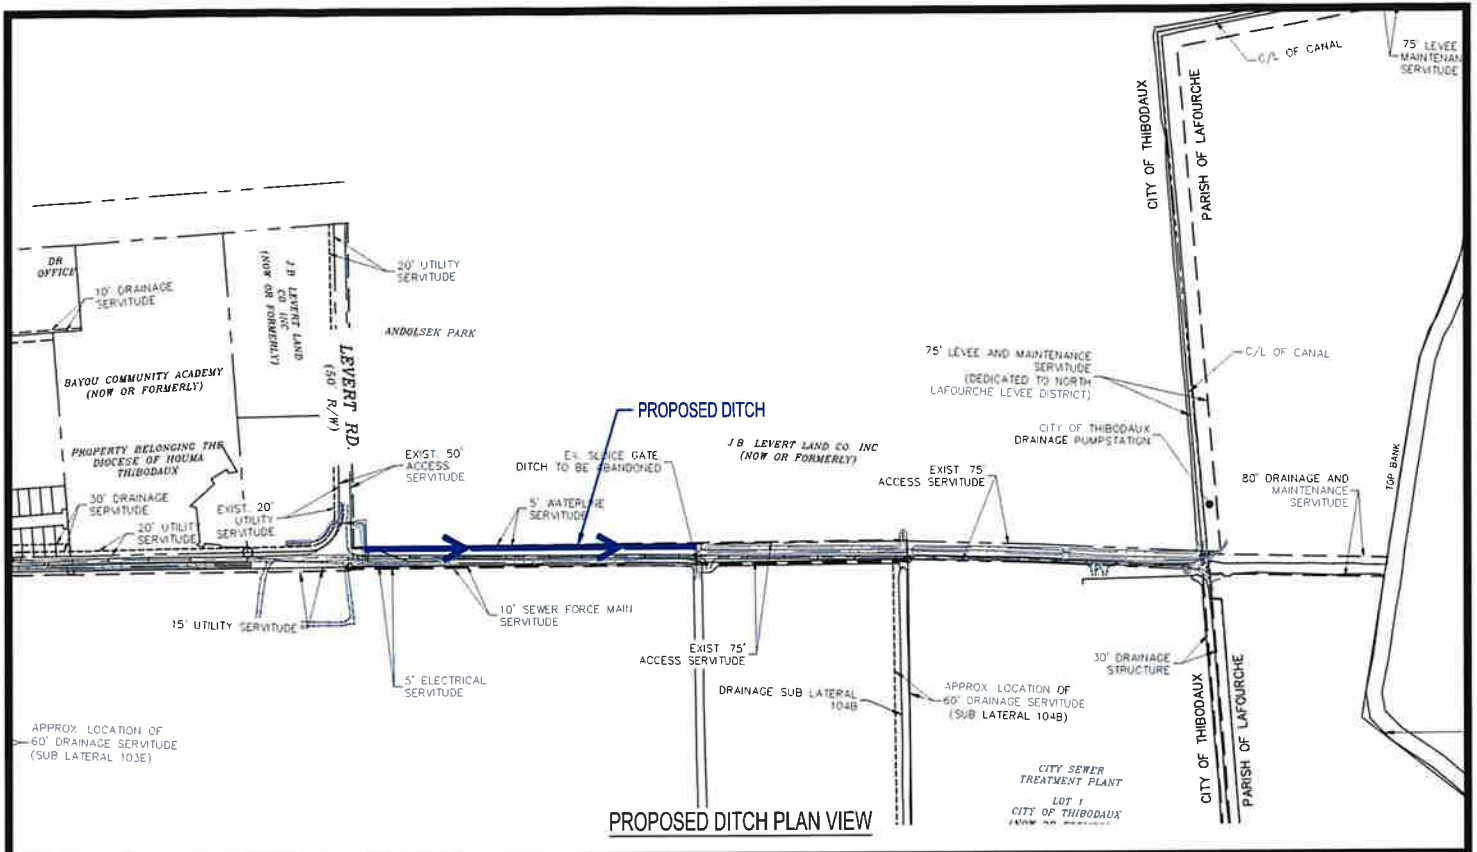 C/L OF CANAL
75' LEVEE
MAINTENAN
SERVITUDE
CITY OF THIBODAUX
PARISH OF LAFOURCHE
DR
OFFICE
10' DRAINAGE
SERVITUDE
J B LEVERT LAND
CO INC
(NOW OR FORMERLY)
20' UTILITY
SERVITUDE
ANDOLSEK PARK
LEVERT RD.
(50' R/W)
BAYOU COMMUNITY ACADEMY
(NOW OR FORMERLY)
75' LEVEE AND MAINTENANCE
SERVITUDE
(DEDICATED TO NORTH
LAFOURCHE LEVEE DISTRICT)
C/L OF CANAL
PROPOSED DITCH
CITY OF THIBODAUX
DRAINAGE PUMPSTATION
PROPERTY BELONGING THE
DIOCESE OF HOUMA
THIBODAUX
J B LEVERT LAND CO INC
(NOW OR FORMERLY)
EXIST. 50'
ACCESS
SERVITUDE
EX. SLUICE GATE
DITCH TO BE ABANDONED
EXIST 75'
ACCESS SERVITUDE
TOP BANK
80' DRAINAGE AND
MAINTENANCE
SERVITUDE
30' DRAINAGE
SERVITUDE
EXIST. 20'
UTILITY
SERVITUDE
20' UTILIT
SERVITUDE
5' WATERLINE
SERVITUDE
15' UTILITY SERVITUDE
10' SEWER FORCE MAIN
SERVITUDE
EXIST 75'
ACCESS SERVITUDE
5' ELECTRICAL
SERVITUDE
DRAINAGE SUB LATERAL
104B
APPROX LOCATION OF
60' DRAINAGE SERVITUDE
(SUB LATERAL 104B)
30' DRAINAGE
STRUCTURE
CITY OF THIBODAUX
PARISH OF LAFOURCHE
APPROX LOCATION OF
60' DRAINAGE SERVITUDE
(SUB LATERAL 103E)
CITY SEWER
TREATMENT PLANT
LOT 1
CITY OF THIBODAUX
PROPOSED DITCH PLAN VIEW